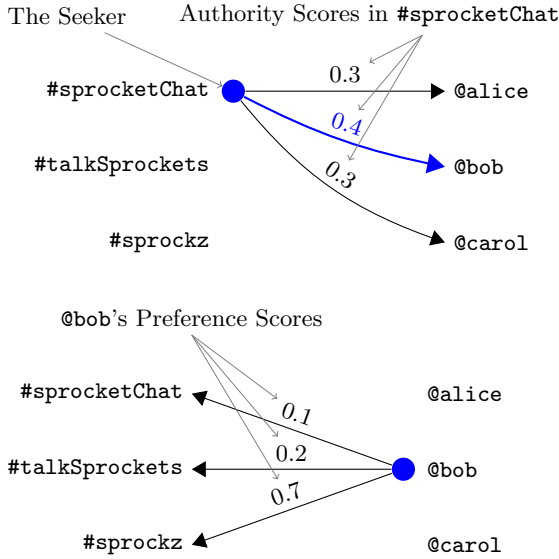 The Seeker
Authority Scores in #sprocketChat
#sprocketChat 0.3 @alice
0.4
#talkSprockets @bob
0.3
#sprockz @carol
@bob's Preference Scores
#sprocketChat @alice
0.1
0.2
#talkSprockets @bob
0.7
#sprockz @carol